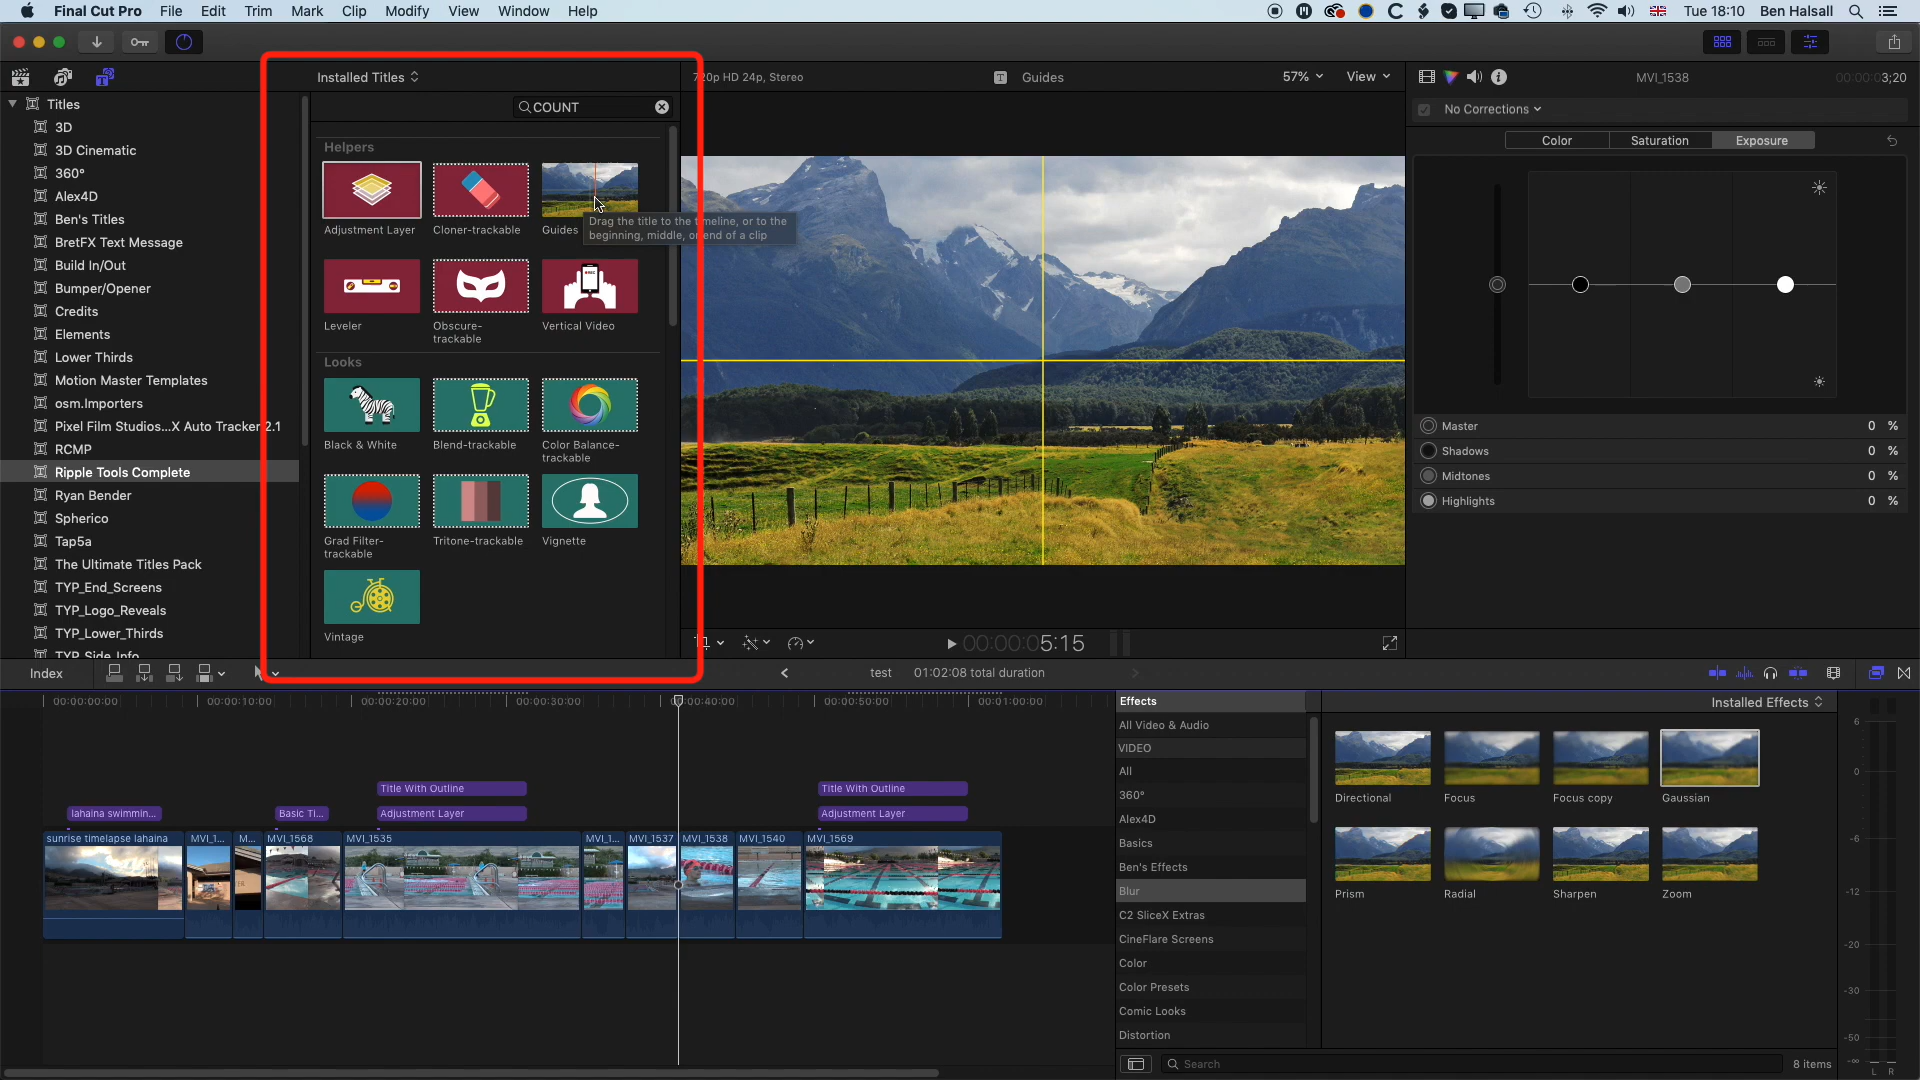 Final Cut Pro File Edit Trim Mark Clip Modify View Window Help Tue 18:10 Ben Halsall
Installed Titles
720p HD 24p, Stereo
Guides
57% View
MVI_1538
00:00:03;20
COUNT
No Corrections
Color Saturation Exposure
Titles
3D
3D Cinematic
360°
Alex4D
Ben's Titles
BretFX Text Message
Build In/Out
Bumper/Opener
Credits
Elements
Lower Thirds
Motion Master Templates
osm.Importers
Pixel Film Studios...X Auto Tracker 2.1
RCMP
Ripple Tools Complete
Ryan Bender
Spherico
Tap5a
The Ultimate Titles Pack
TYP_End_Screens
TYP_Logo_Reveals
TYP_Lower_Thirds
TYP_Side_Info
Helpers
Adjustment Layer
Cloner-trackable
Guides
Drag the title to the timeline, or to the
beginning, middle, or end of a clip
Leveler
Obscure-
trackable
Vertical Video
Looks
Black & White
Blend-trackable
Color Balance-
trackable
Grad Filter-
trackable
Tritone-trackable
Vignette
Vintage
Master 0 %
Shadows 0 %
Midtones 0 %
Highlights 0 %
00:00:05:15
Index
test 01:02:08 total duration
00:00:00:00
00:00:10:00
00:00:20:00
00:00:30:00
00:00:40:00
00:00:50:00
00:01:00:00
Title With Outline
Title With Outline
lahaina swimmin...
Basic Ti...
Adjustment Layer
Adjustment Layer
sunrise timelapse lahaina
MVI_1...
M...
MVI_1568
MVI_1535
MVI_1...
MVI_1537
MVI_1538
MVI_1540
MVI_1569
Effects
All Video & Audio
VIDEO
All
360°
Alex4D
Basics
Ben's Effects
Blur
C2 SliceX Extras
CineFlare Screens
Color
Color Presets
Comic Looks
Distortion
Installed Effects
Directional
Focus
Focus copy
Gaussian
Prism
Radial
Sharpen
Zoom
Search
8 items
6
0
-6
-12
-20
-30
-50
-∞
L R